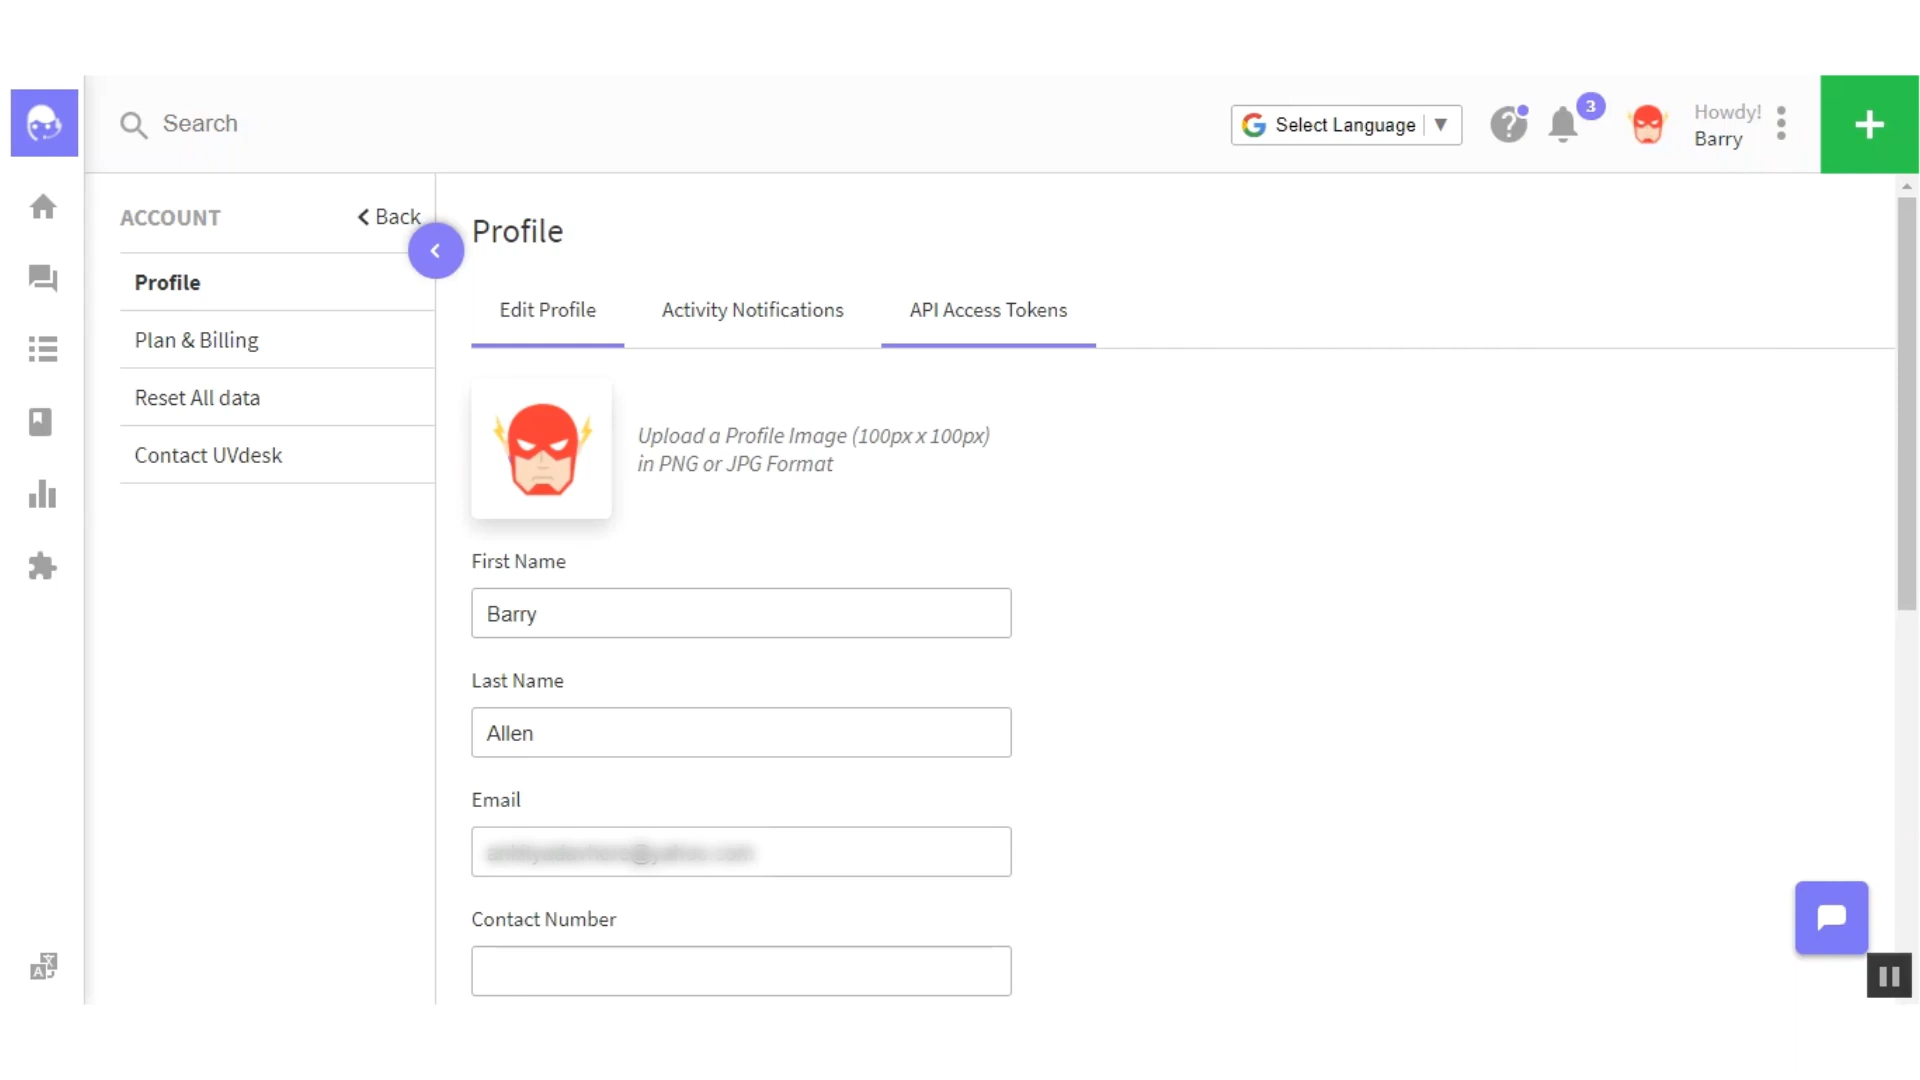 Search
Select Language
3
Howdy!
Barry
ACCOUNT
Back
Profile
Plan & Billing
Reset All data
Contact UVdesk
Profile
Edit Profile
Activity Notifications
API Access Tokens
Upload a Profile Image (100px x 100px)
in PNG or JPG Format
First Name
Barry
Last Name
Allen
Email
Contact Number